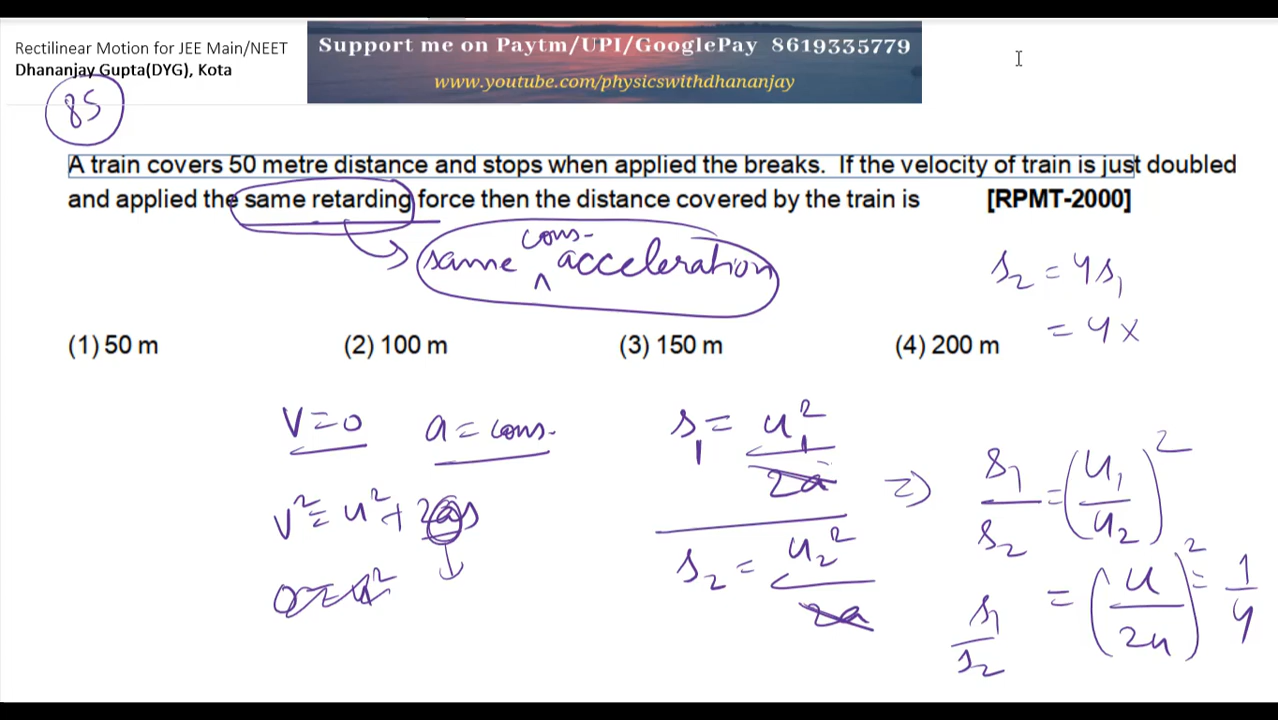 Rectilinear Motion for JEE Main/NEET
Dhananjay Gupta(DYG), Kota
Support me on Paytm/UPI/GooglePay 8619335779
www.youtube.com/physicswithdhananjay
85
A train covers 50 metre distance and stops when applied the breaks. If the velocity of train is just doubled
and applied the same retarding force then the distance covered by the train is [RPMT-2000]
cons-
same ^ acceleration
s₂ = 4s₁
= 4x
(1) 50 m (2) 100 m (3) 150 m (4) 200 m
v=0 a = cons-
v² = u² + 2as
0 = u²
s₁ = u₁²/2a
s₂ = u₂²/2a
⇒ s₁/s₂ = (u₁/u₂)²
s₁/s₂ = (u/2u)² = 1/4